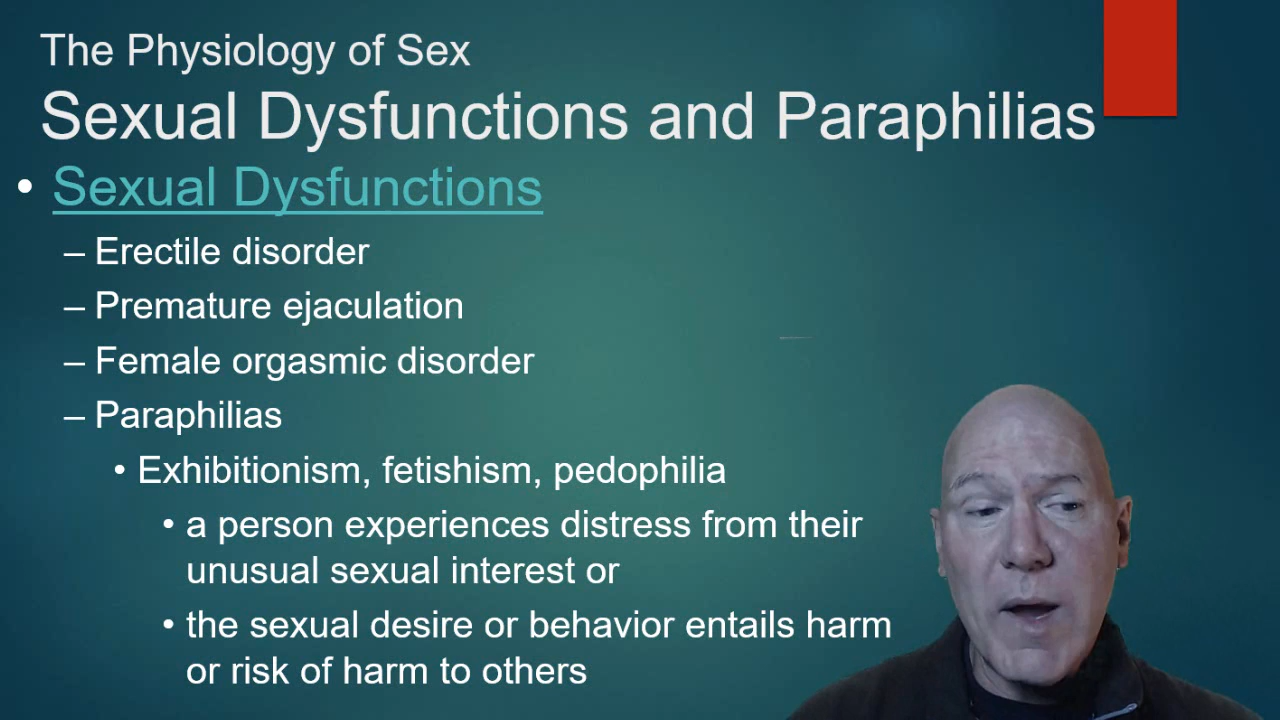 The Physiology of Sex
Sexual Dysfunctions and Paraphilias
• Sexual Dysfunctions
– Erectile disorder
– Premature ejaculation
– Female orgasmic disorder
– Paraphilias
• Exhibitionism, fetishism, pedophilia
• a person experiences distress from their
unusual sexual interest or
• the sexual desire or behavior entails harm
or risk of harm to others